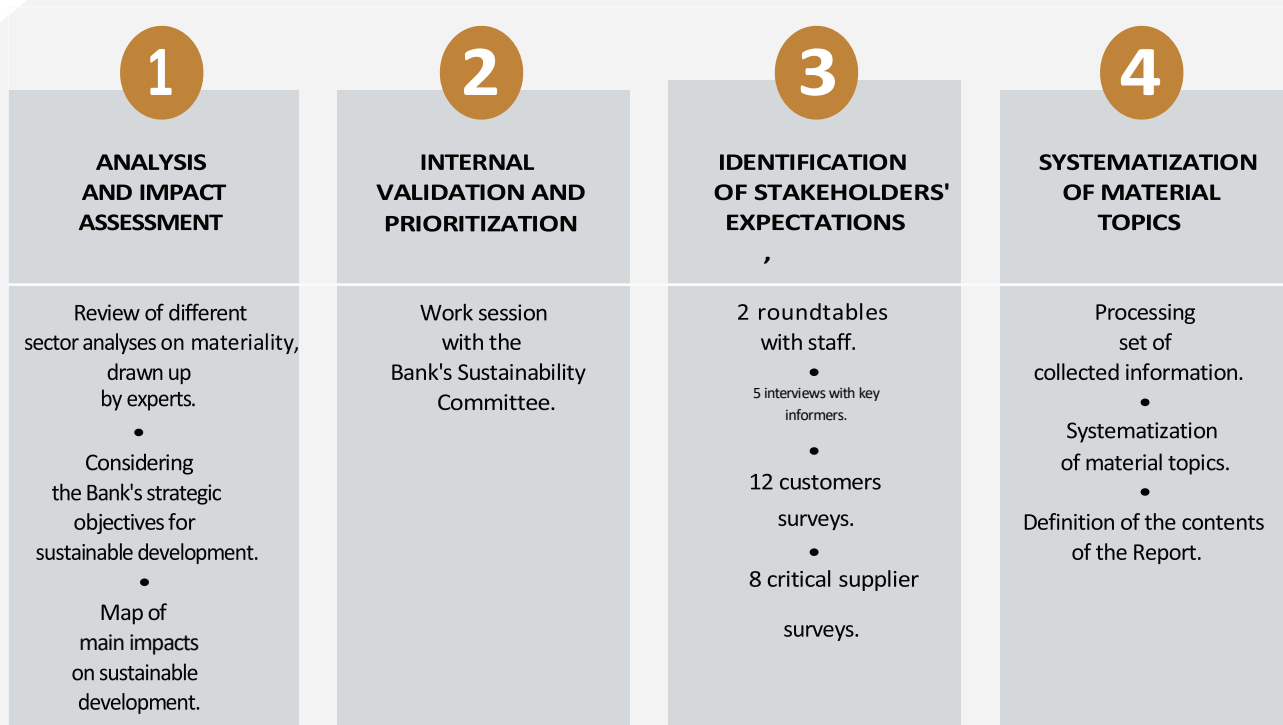 1
ANALYSIS
AND IMPACT
ASSESSMENT
Review of different
sector analyses on materiality,
drawn up
by experts.
•
Considering
the Bank's strategic
objectives for
sustainable development.
•
Map of
main impacts
on sustainable
development.
2
INTERNAL
VALIDATION AND
PRIORITIZATION
Work session
with the
Bank's Sustainability
Committee.
3
IDENTIFICATION
OF STAKEHOLDERS'
EXPECTATIONS
,
2 roundtables
with staff.
•
5 interviews with key
informers.
•
12 customers
surveys.
•
8 critical supplier
surveys.
4
SYSTEMATIZATION
OF MATERIAL
TOPICS
Processing
set of
collected information.
•
Systematization
of material topics.
•
Definition of the contents
of the Report.